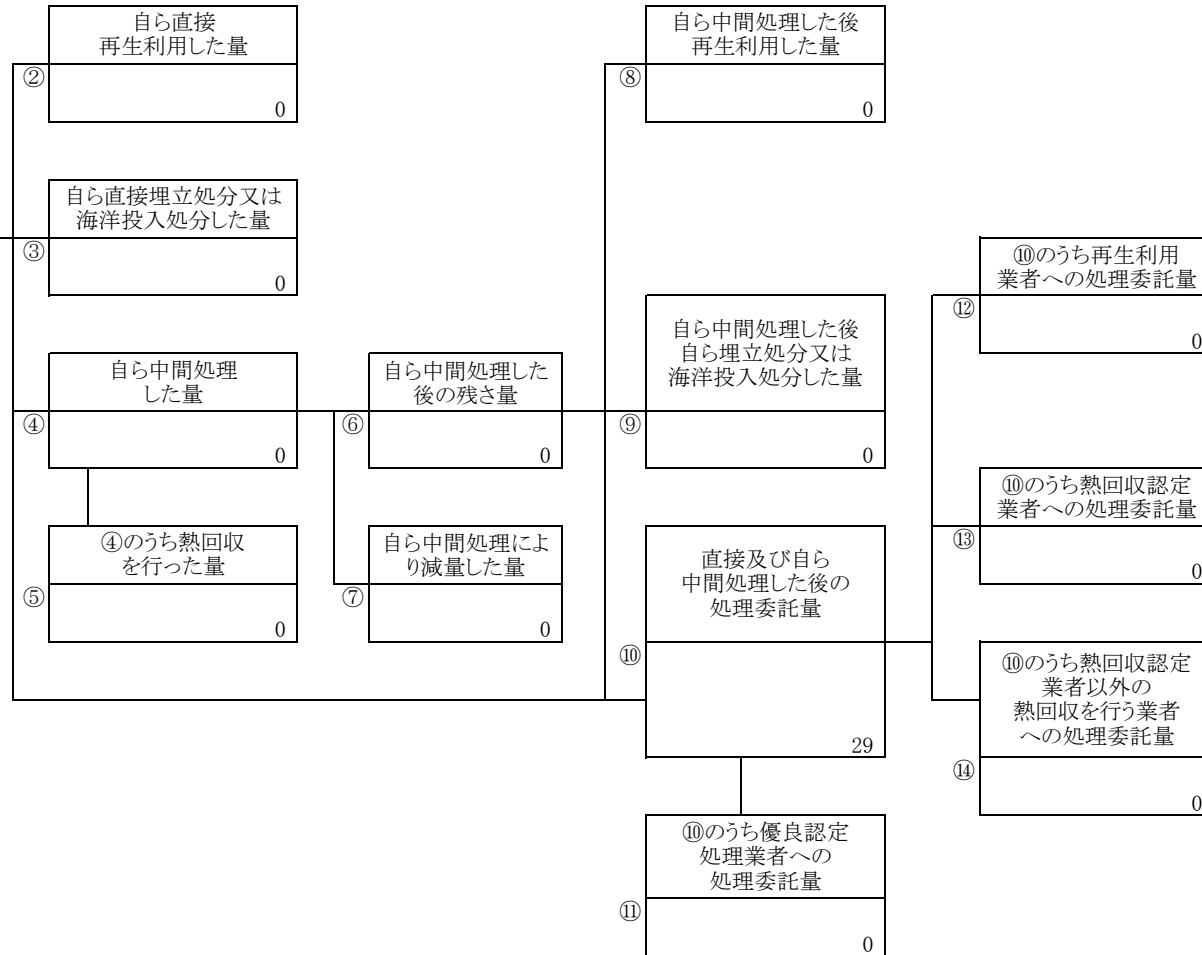 自ら直接
再生利用した量
②
0
自ら中間処理した後
再生利用した量
⑧
0
自ら直接埋立処分又は
海洋投入処分した量
③
0
⑩のうち再生利用
業者への処理委託量
⑫
0
自ら中間処理
した量
④
0
自ら中間処理した
後の残さ量
⑥
0
自ら中間処理した後
自ら埋立処分又は
海洋投入処分した量
⑨
0
⑩のうち熱回収認定
業者への処理委託量
⑬
0
④のうち熱回収
を行った量
⑤
0
自ら中間処理によ
り減量した量
⑦
0
直接及び自ら
中間処理した後の
処理委託量
⑩
29
⑩のうち熱回収認定
業者以外の
熱回収を行う業者
への処理委託量
⑭
0
⑩のうち優良認定
処理業者への
処理委託量
⑪
0